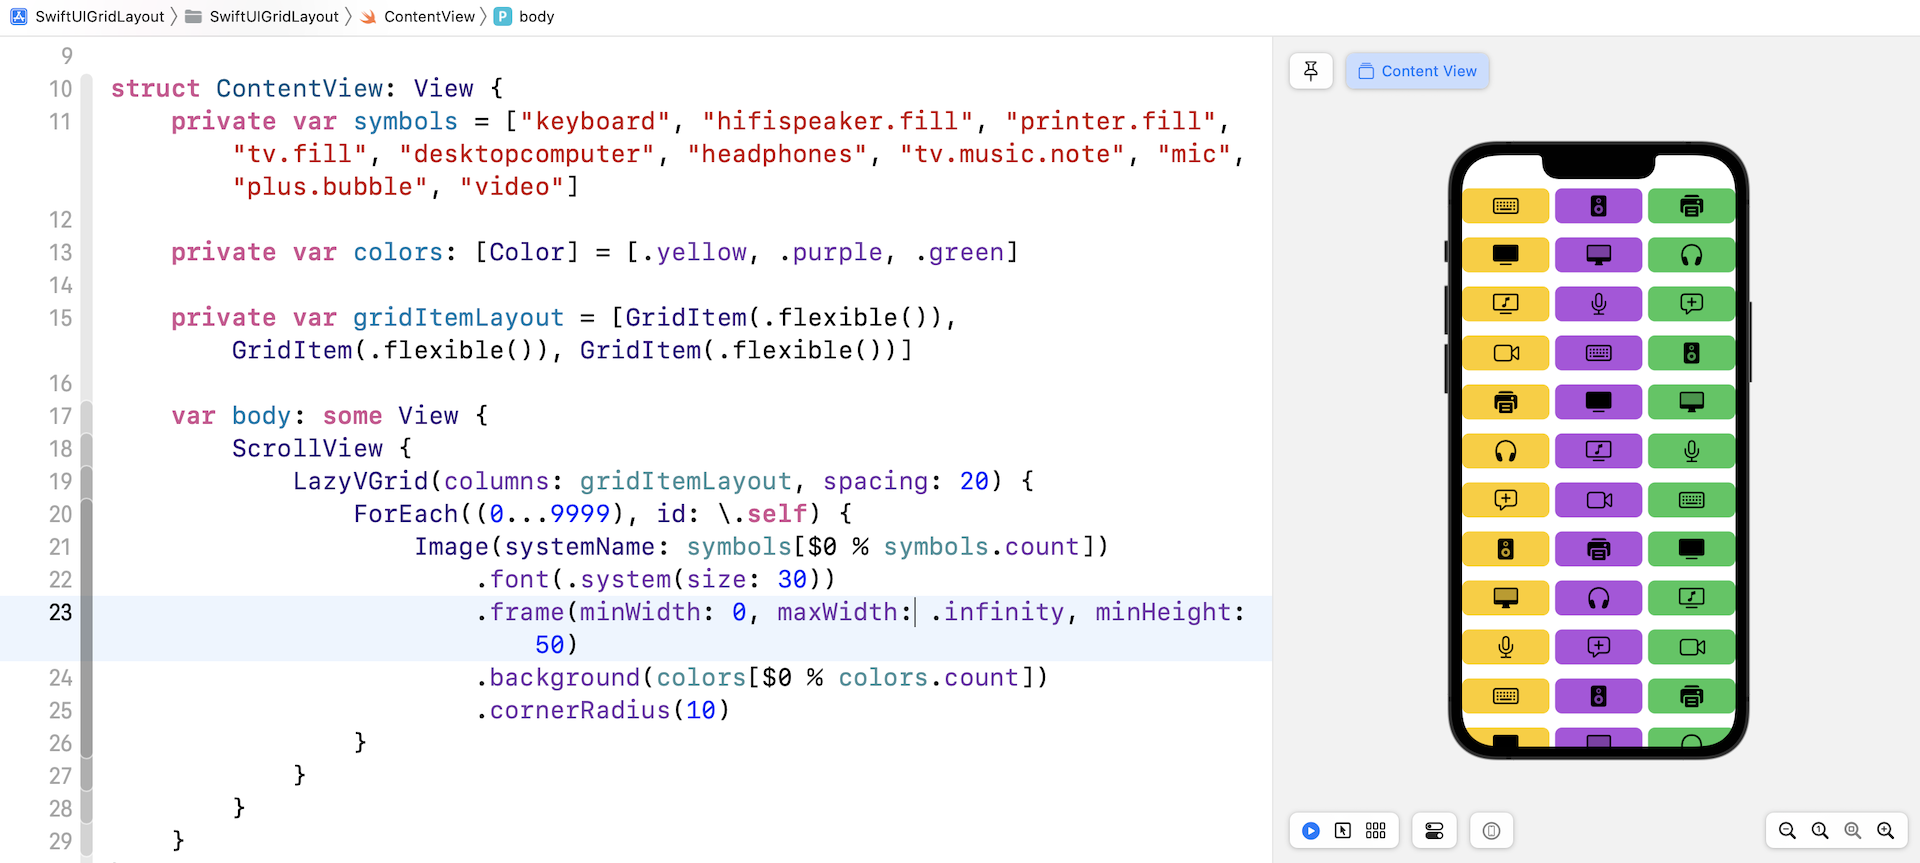 SwiftUIGridLayout SwiftUIGridLayout ContentView P body
9
10 struct ContentView: View {
11 private var symbols = ["keyboard", "hifispeaker.fill", "printer.fill",
"tv.fill", "desktopcomputer", "headphones", "tv.music.note", "mic",
"plus.bubble", "video"]
12
13 private var colors: [Color] = [.yellow, .purple, .green]
14
15 private var gridItemLayout = [GridItem(.flexible()),
GridItem(.flexible()), GridItem(.flexible())]
16
17 var body: some View {
18 ScrollView {
19 LazyVGrid(columns: gridItemLayout, spacing: 20) {
20 ForEach((0...9999), id: \.self) {
21 Image(systemName: symbols[$0 % symbols.count])
22 .font(.system(size: 30))
23 .frame(minWidth: 0, maxWidth: .infinity, minHeight:
50)
24 .background(colors[$0 % colors.count])
25 .cornerRadius(10)
26 }
27 }
28 }
29 }
Content View